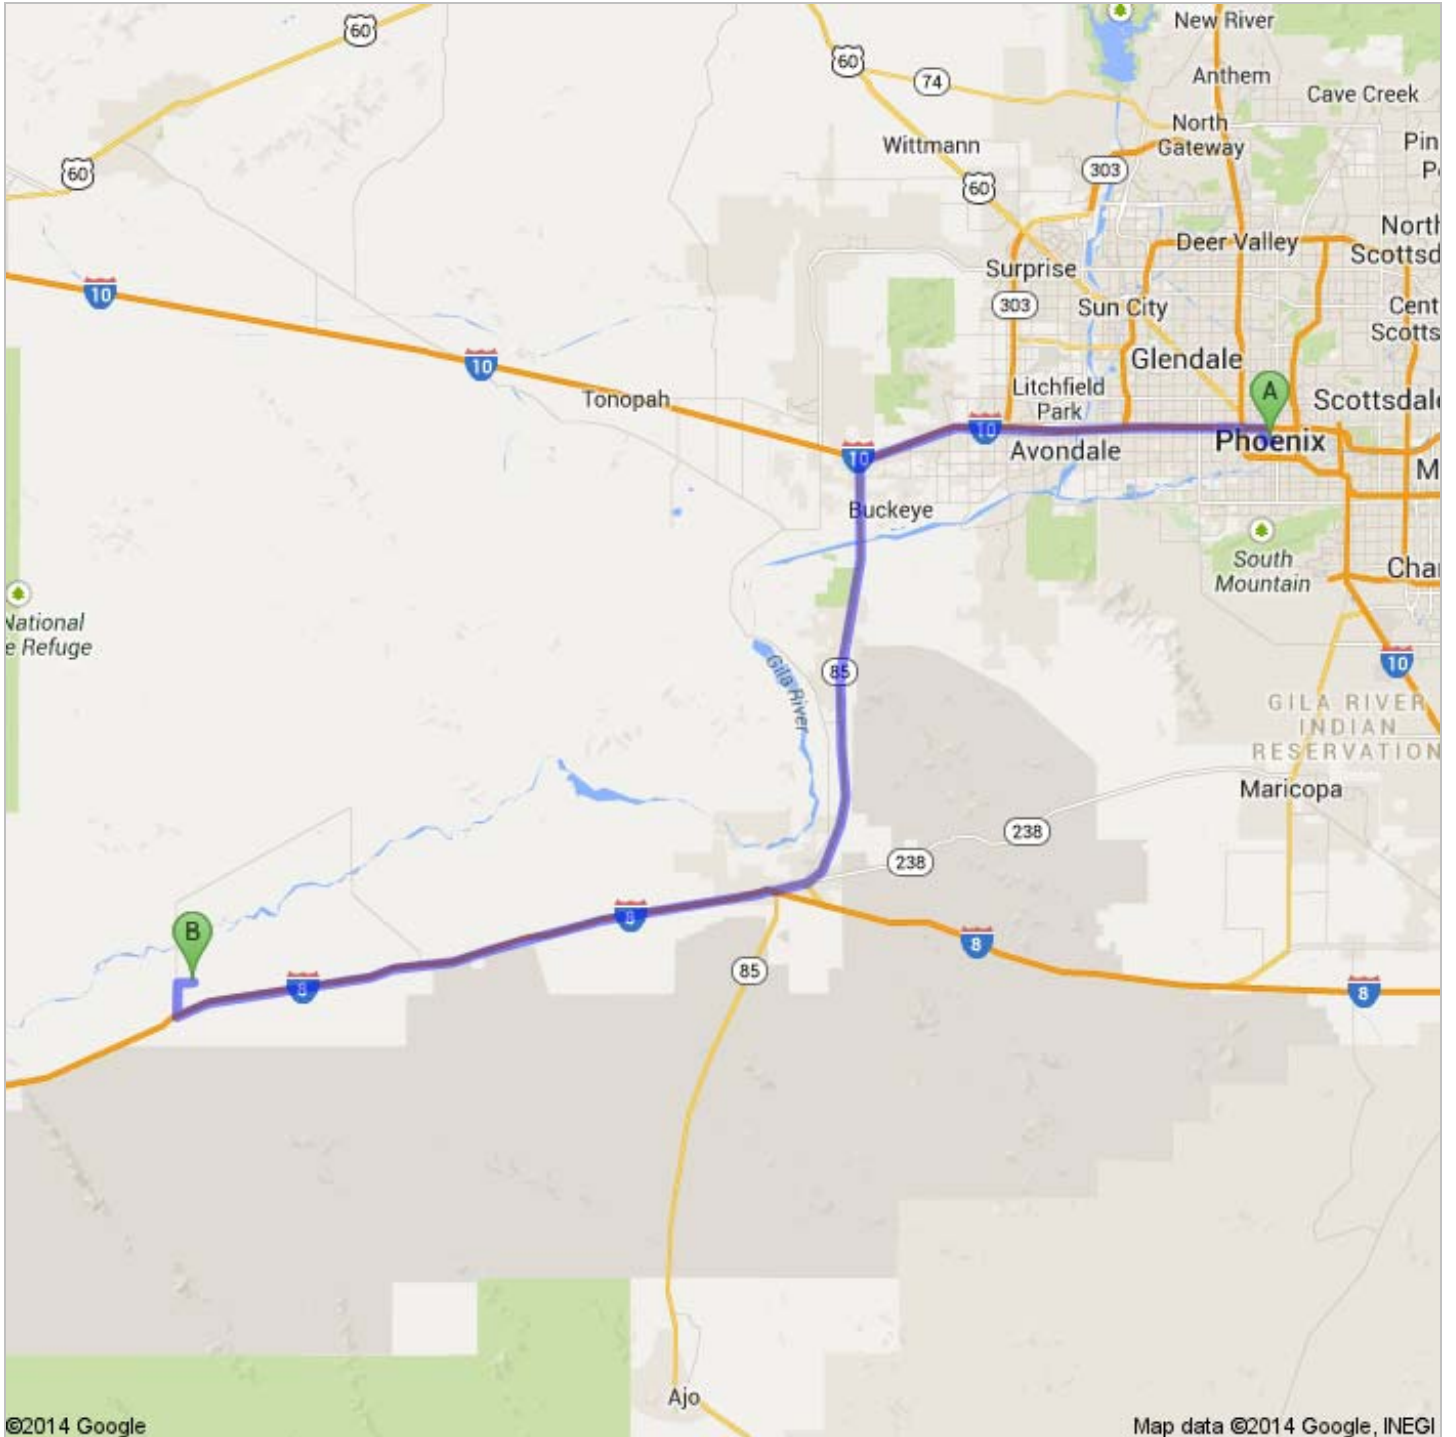 60
New River
60
Anthem
74
Cave Creek
North
Gateway
Wittmann
Pin
P
303
60
60
North
Scottsd
Deer Valley
Surprise
10
303
Sun City
Cent
Scotts
Glendale
10
Litchfield
Park
A
Tonopah
Scottsdale
10
Phoenix
Avondale
10
M
Buckeye
South
Mountain
Cha
National
e Refuge
Gila River
85
10
GILA RIVER
INDIAN
RESERVATION
Maricopa
238
238
8
B
8
85
8
8
Ajo
©2014 Google
Map data ©2014 Google, INEGI